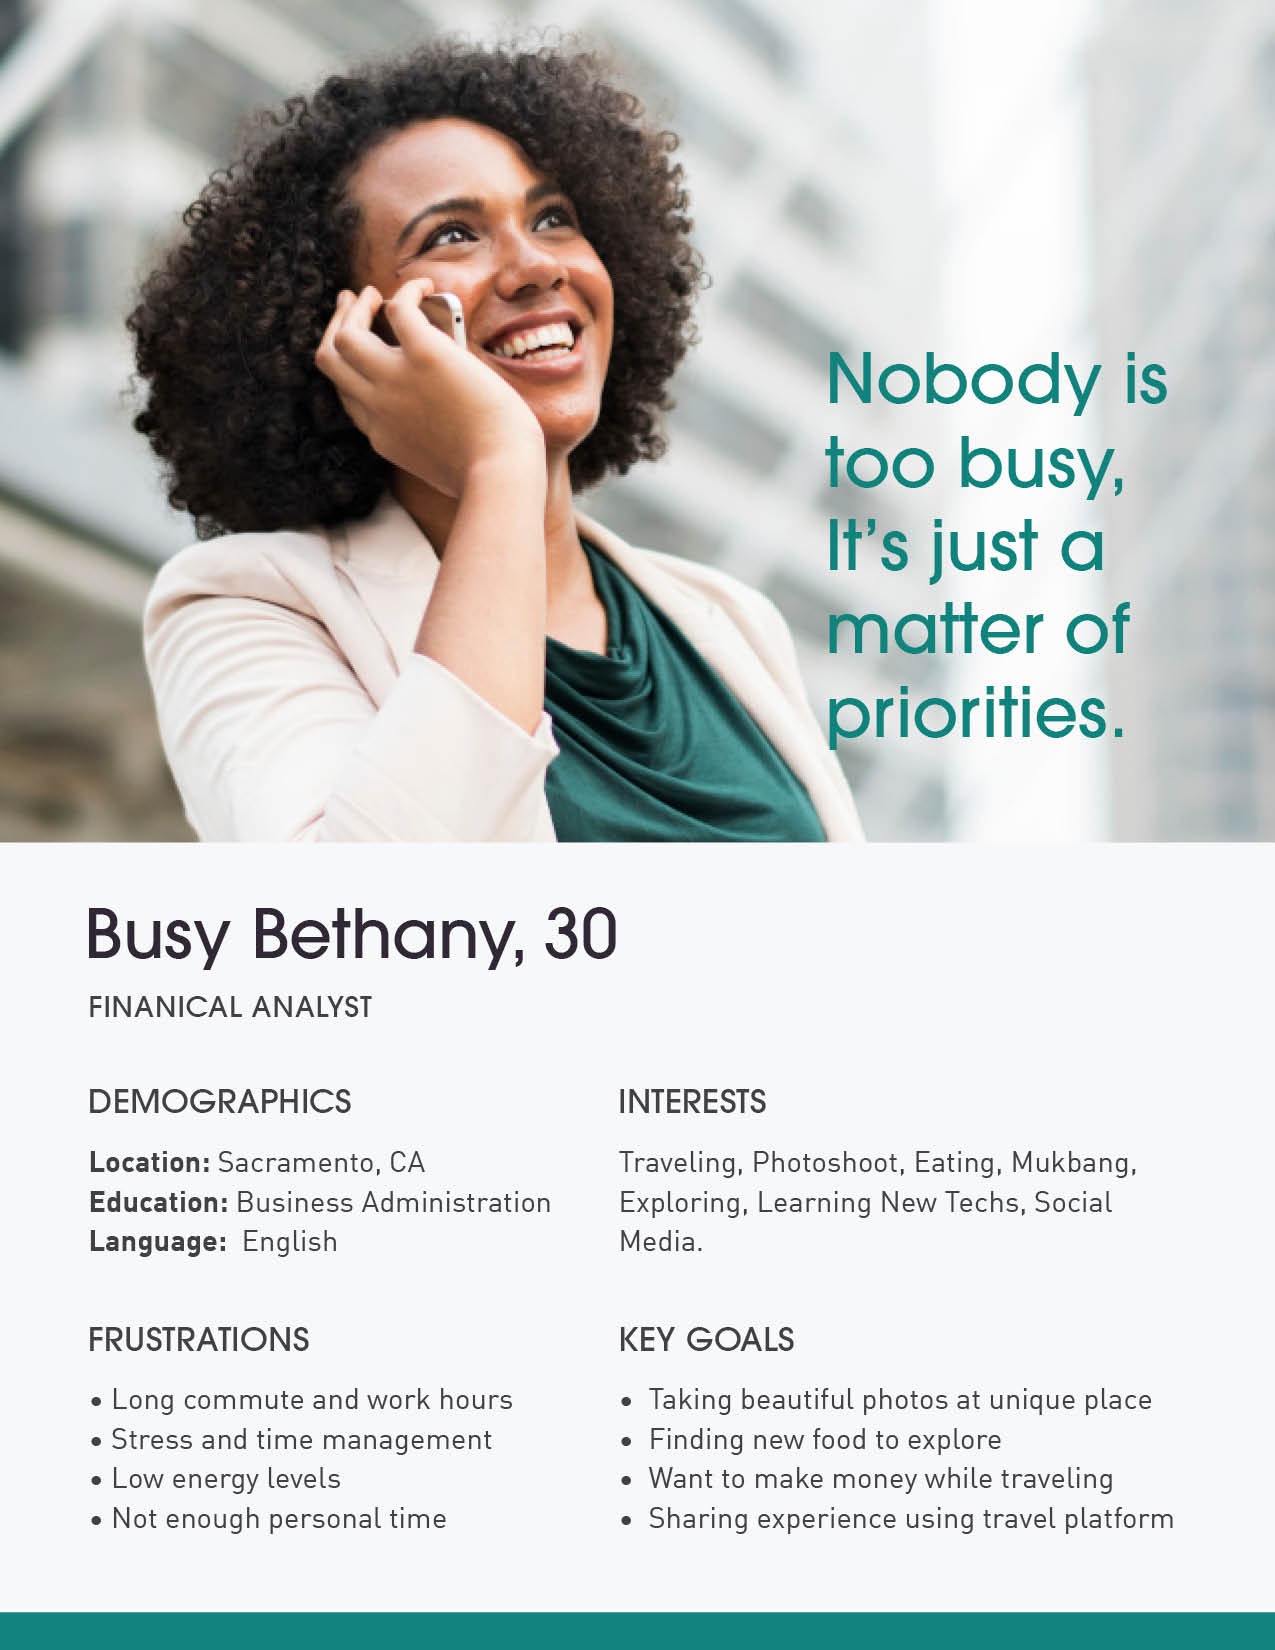 Nobody is
too busy,
It's just a
matter of
priorities.
Busy Bethany, 30
FINANICAL ANALYST
DEMOGRAPHICS
Location: Sacramento, CA
Education: Business Administration
Language: English
INTERESTS
Traveling, Photoshoot, Eating, Mukbang,
Exploring, Learning New Techs, Social
Media.
FRUSTRATIONS
• Long commute and work hours
• Stress and time management
• Low energy levels
• Not enough personal time
KEY GOALS
• Taking beautiful photos at unique place
• Finding new food to explore
• Want to make money while traveling
• Sharing experience using travel platform